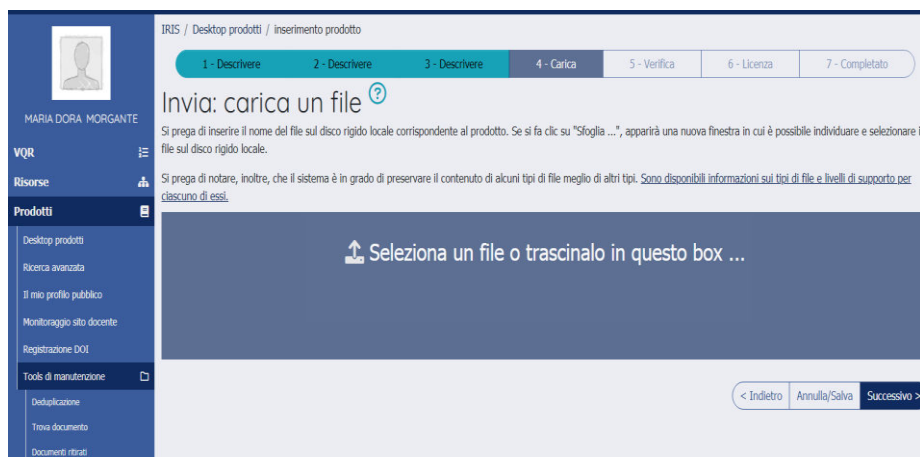 IRIS / Desktop prodotti / inserimento prodotto
1 - Descrivere
2 - Descrivere
3 - Descrivere
4 - Carica
5 - Verifica
6 - Licenza
7 - Completato
Invia: carica un file ?
Si prega di inserire il nome del file sul disco rigido locale corrispondente al prodotto. Se si fa clic su "Sfoglia ...", apparirà una nuova finestra in cui è possibile individuare e selezionare i
file sul disco rigido locale.
Si prega di notare, inoltre, che il sistema è in grado di preservare il contenuto di alcuni tipi di file meglio di altri tipi. Sono disponibili informazioni sui tipi di file e livelli di supporto per
ciascuno di essi.
Seleziona un file o trascinalo in questo box ...
< Indietro
Annulla/Salva
Successivo >
MARIA DORA MORGANTE
VQR
Risorse
Prodotti
Desktop prodotti
Ricerca avanzata
Il mio profilo pubblico
Monitoraggio sito docente
Registrazione DOI
Tools di manutenzione
Deduplicazione
Trova documento
Documenti ritirati